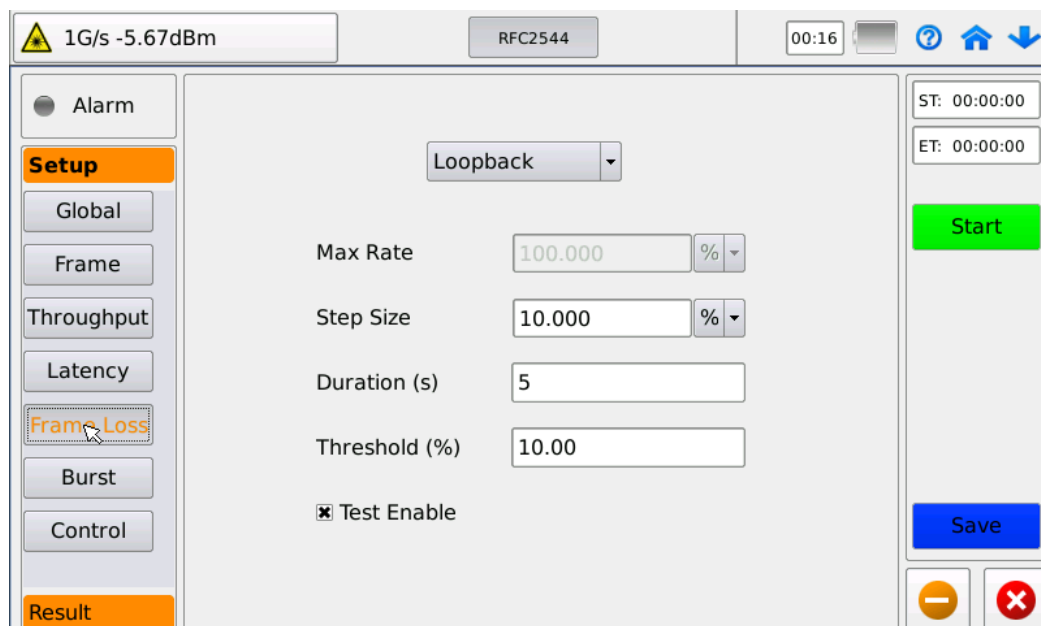 1G/s -5.67dBm
RFC2544
00:16
Alarm
Setup
Global
Frame
Throughput
Latency
Frame Loss
Burst
Control
Result
Loopback
Max Rate 100.000 %
Step Size 10.000 %
Duration (s) 5
Threshold (%) 10.00
Test Enable
ST: 00:00:00
ET: 00:00:00
Start
Save